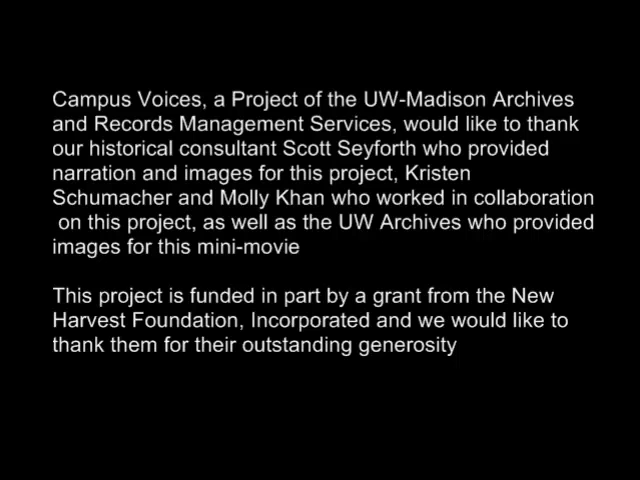 Campus Voices, a Project of the UW-Madison Archives
and Records Management Services, would like to thank
our historical consultant Scott Seyforth who provided
narration and images for this project, Kristen
Schumacher and Molly Khan who worked in collaboration
on this project, as well as the UW Archives who provided
images for this mini-movie
This project is funded in part by a grant from the New
Harvest Foundation, Incorporated and we would like to
thank them for their outstanding generosity